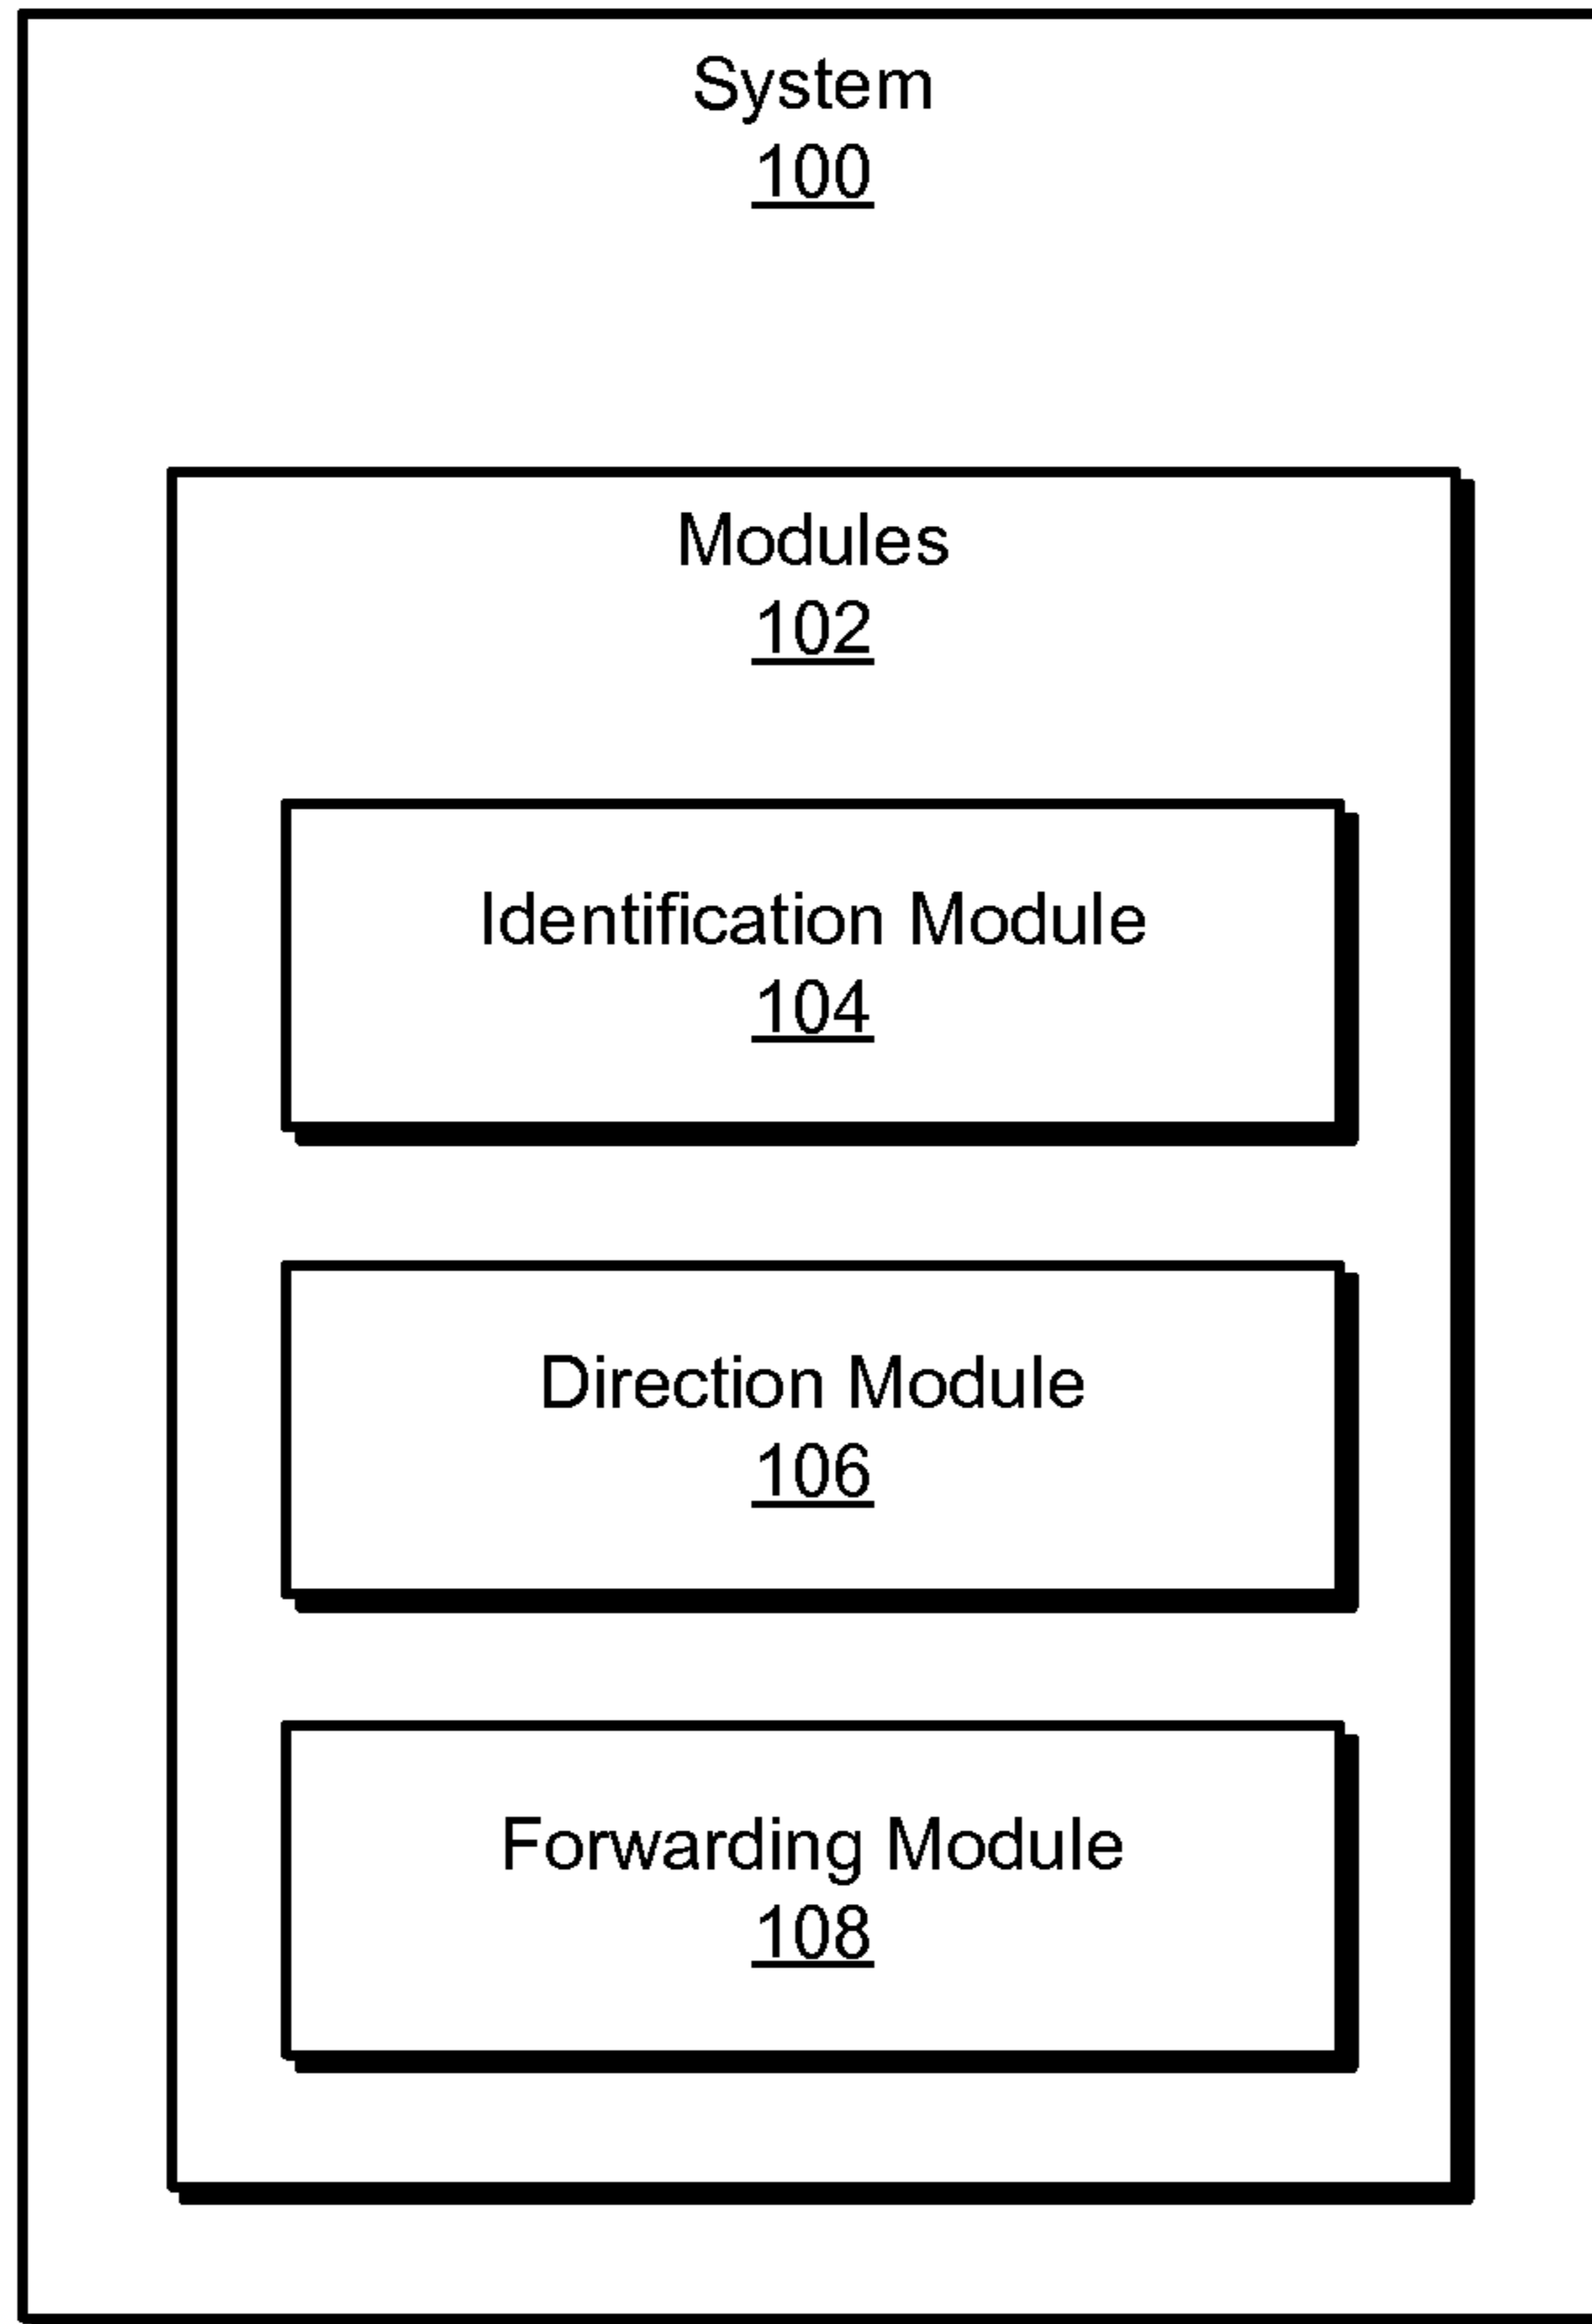 System
100
Modules
102
Identification Module
104
Direction Module
106
Forwarding Module
108